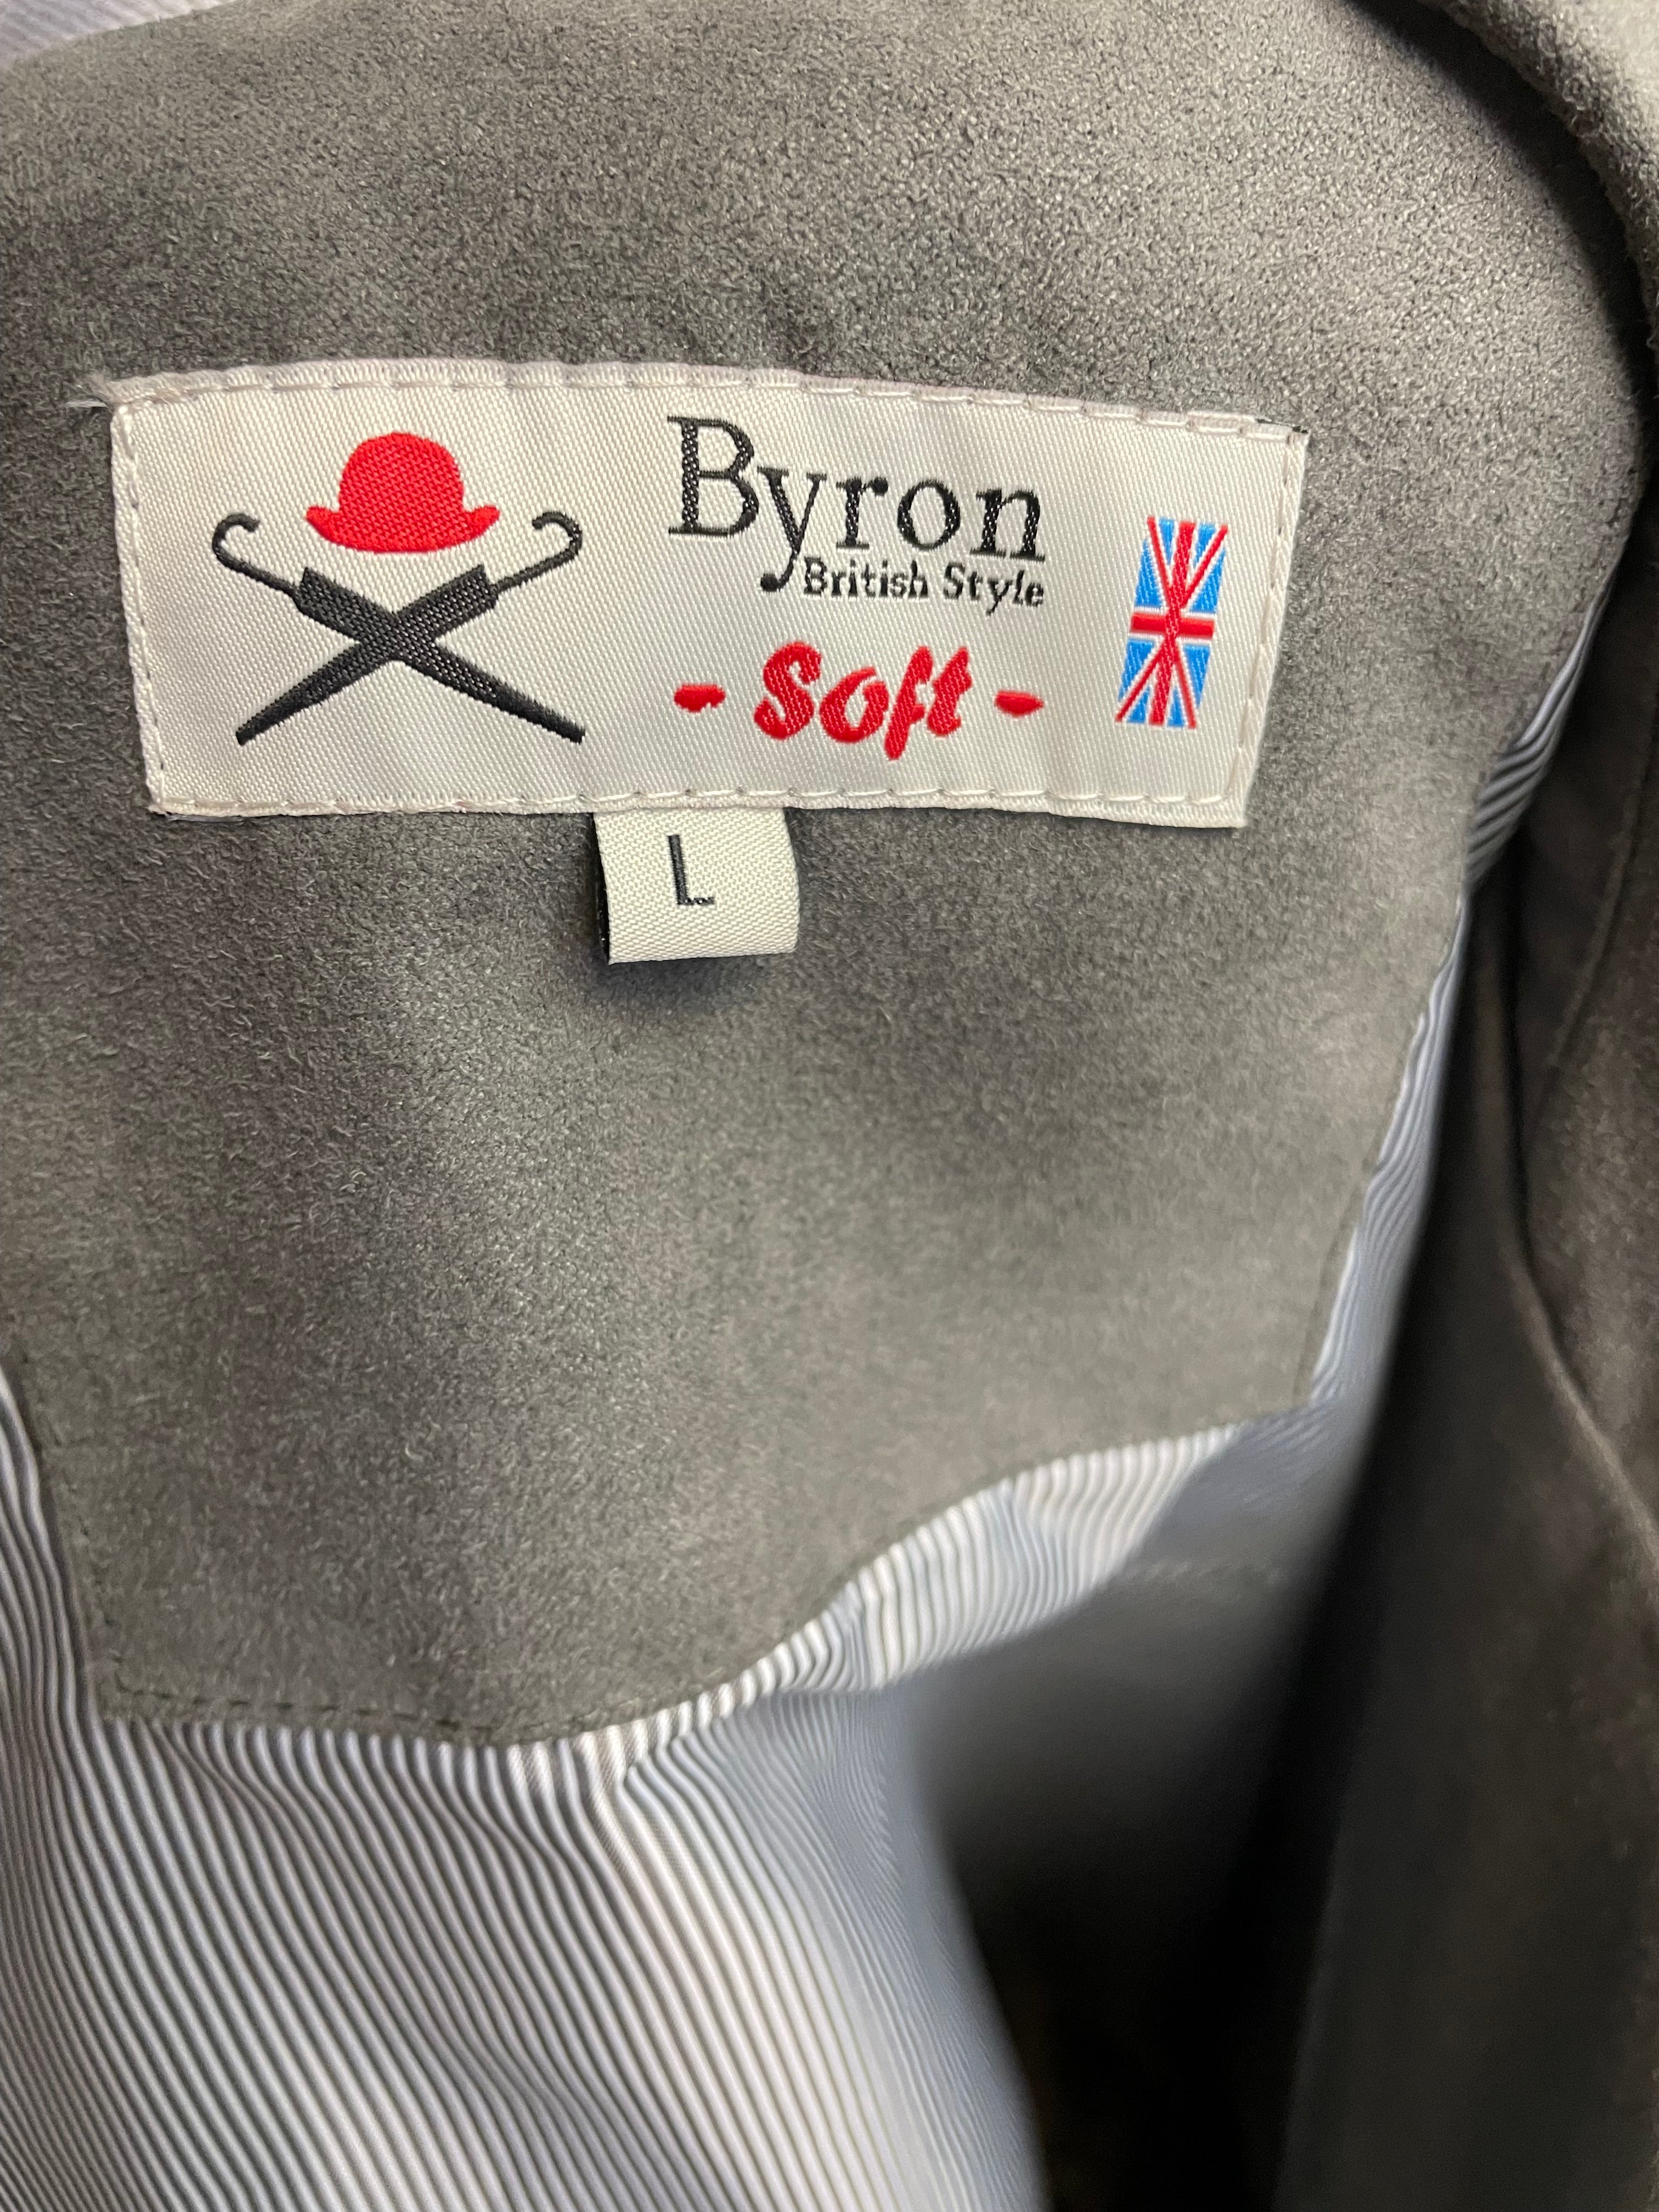 Byron
British Style
- Soft -
L